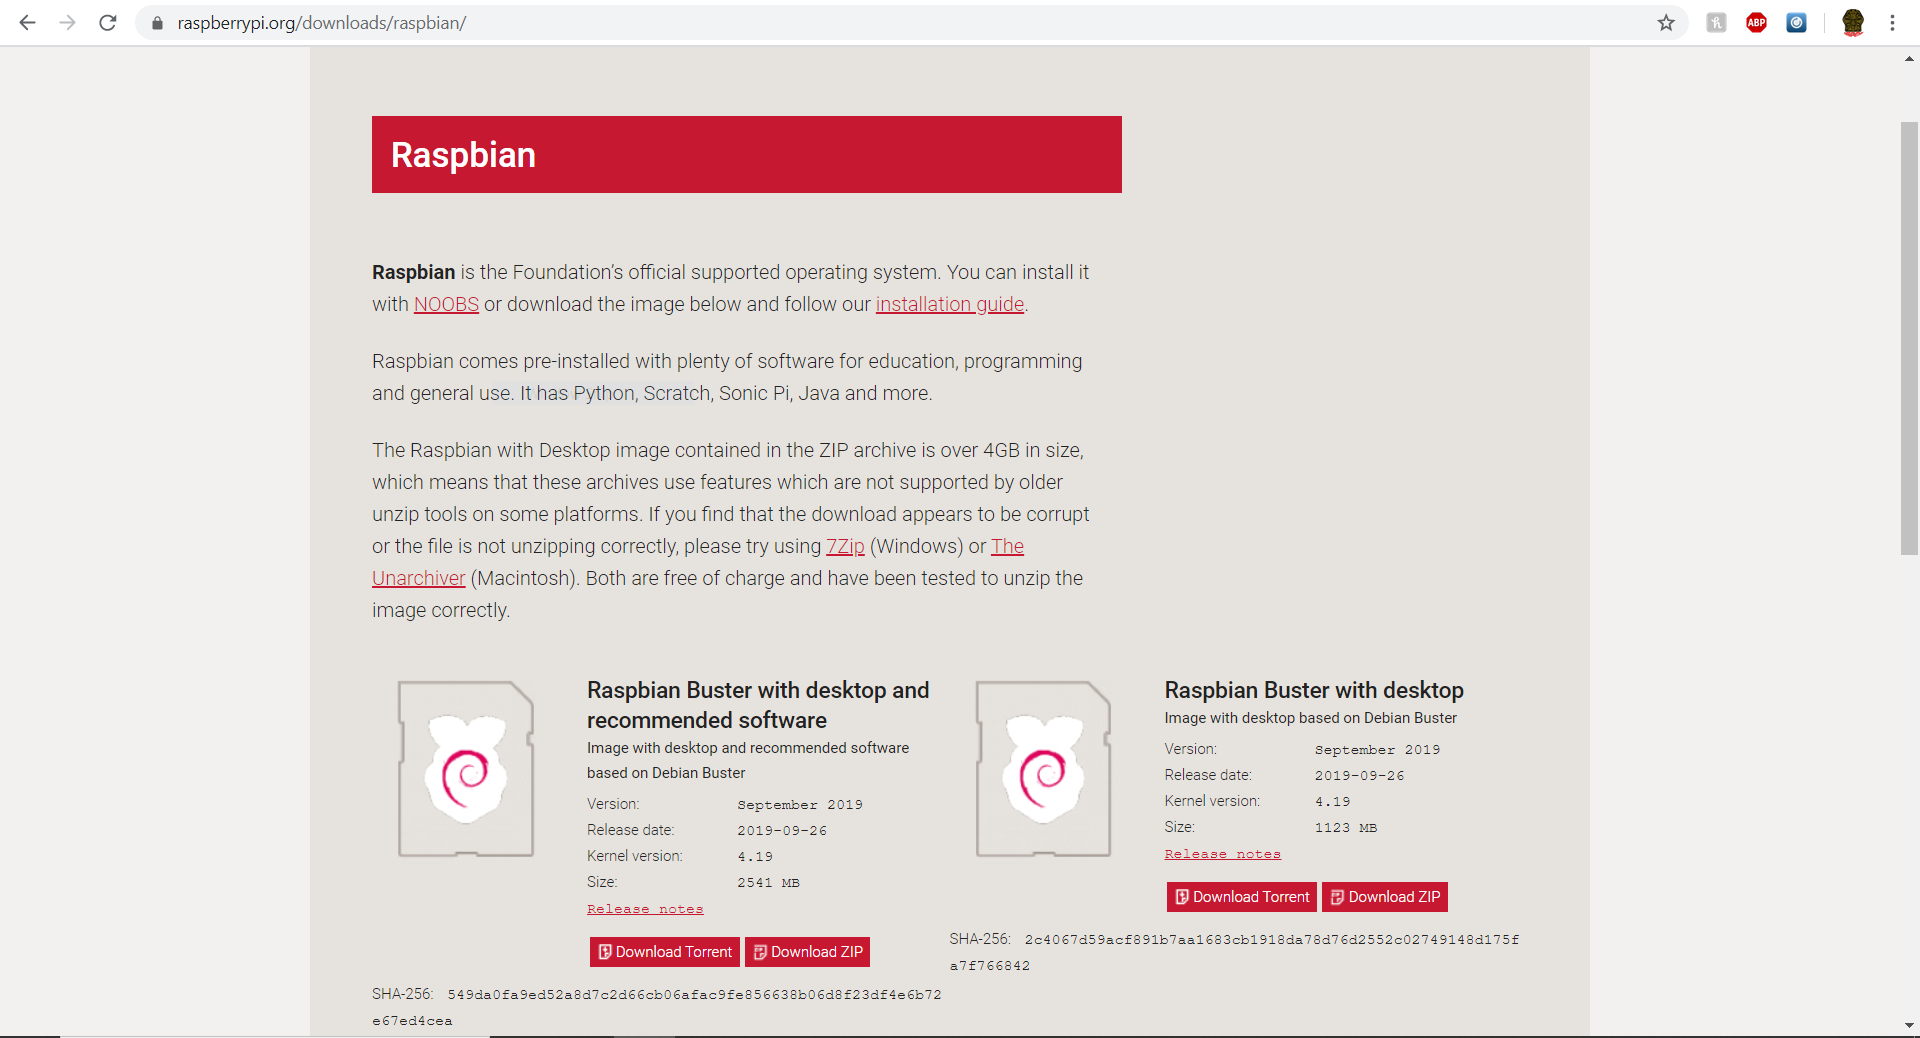 raspberrypi.org/downloads/raspbian/
ABP
Raspbian
Raspbian is the Foundation's official supported operating system. You can install it
with NOOBS or download the image below and follow our installation guide.
Raspbian comes pre-installed with plenty of software for education, programming
and general use. It has Python, Scratch, Sonic Pi, Java and more.
The Raspbian with Desktop image contained in the ZIP archive is over 4GB in size,
which means that these archives use features which are not supported by older
unzip tools on some platforms. If you find that the download appears to be corrupt
or the file is not unzipping correctly, please try using 7Zip (Windows) or The
Unarchiver (Macintosh). Both are free of charge and have been tested to unzip the
image correctly.
Raspbian Buster with desktop and
recommended software
Image with desktop and recommended software
based on Debian Buster
Version: September 2019
Release date: 2019-09-26
Kernel version: 4.19
Size: 2541 MB
Release notes
Download Torrent Download ZIP
SHA-256: 549da0fa9ed52a8d7c2d66cb06afac9fe856638b06d8f23df4e6b72
e67ed4cea
Raspbian Buster with desktop
Image with desktop based on Debian Buster
Version: September 2019
Release date: 2019-09-26
Kernel version: 4.19
Size: 1123 MB
Release notes
Download Torrent Download ZIP
SHA-256: 2c4067d59acf891b7aa1683cb1918da78d76d2552c02749148d175f
a7f766842